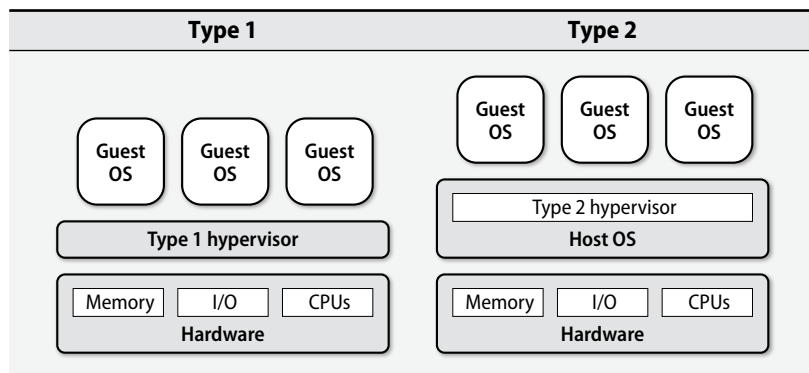 Type 1
Type 2
Guest
OS
Guest
OS
Guest
OS
Type 1 hypervisor
Memory
I/O
CPUs
Hardware
Guest
OS
Guest
OS
Guest
OS
Type 2 hypervisor
Host OS
Memory
I/O
CPUs
Hardware